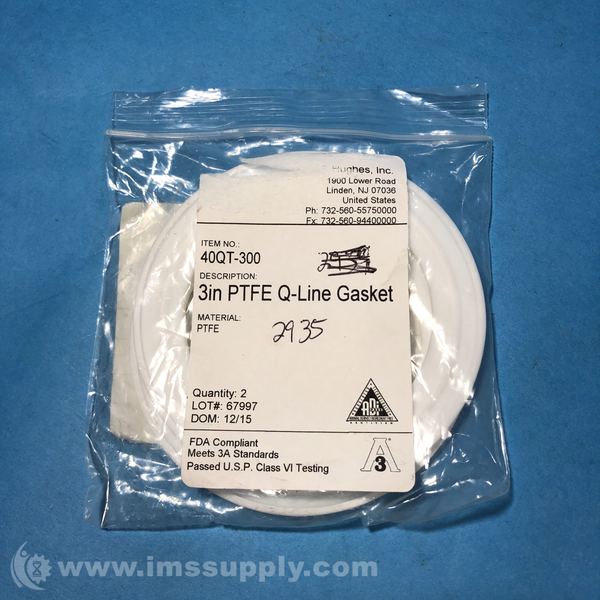 Hughes, Inc.
1900 Lower Road
Linden, NJ 07036
United States
Ph: 732-560-55750000
Fx: 732-560-94400000
ITEM NO.:
40QT-300
DESCRIPTION:
3in PTFE Q-Line Gasket
MATERIAL:
PTFE
2935
Quantity: 2
LOT#: 67997
DOM: 12/15
ADCF
CERTIFIED
FDA Compliant
Meets 3A Standards
Passed U.S.P. Class VI Testing
A
3
© www.imssupply.com